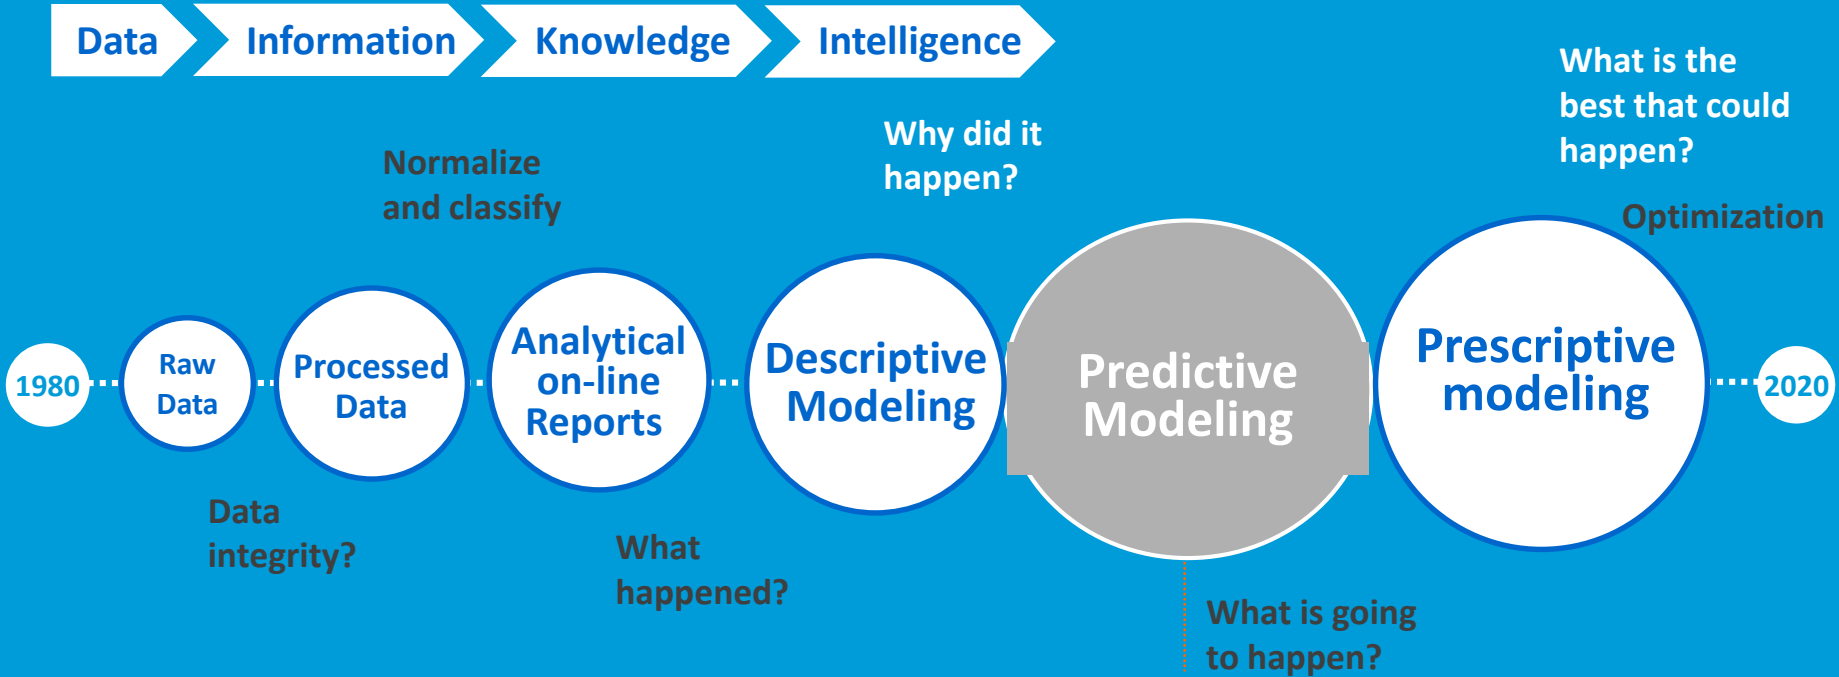 Data
Information
Knowledge
Intelligence
What is the
best that could
happen?
Why did it
happen?
Normalize
and classify
Optimization
1980
Raw
Data
Processed
Data
Analytical
on-line
Reports
Descriptive
Modeling
Predictive
Modeling
Prescriptive
modeling
2020
Data
integrity?
What
happened?
What is going
to happen?